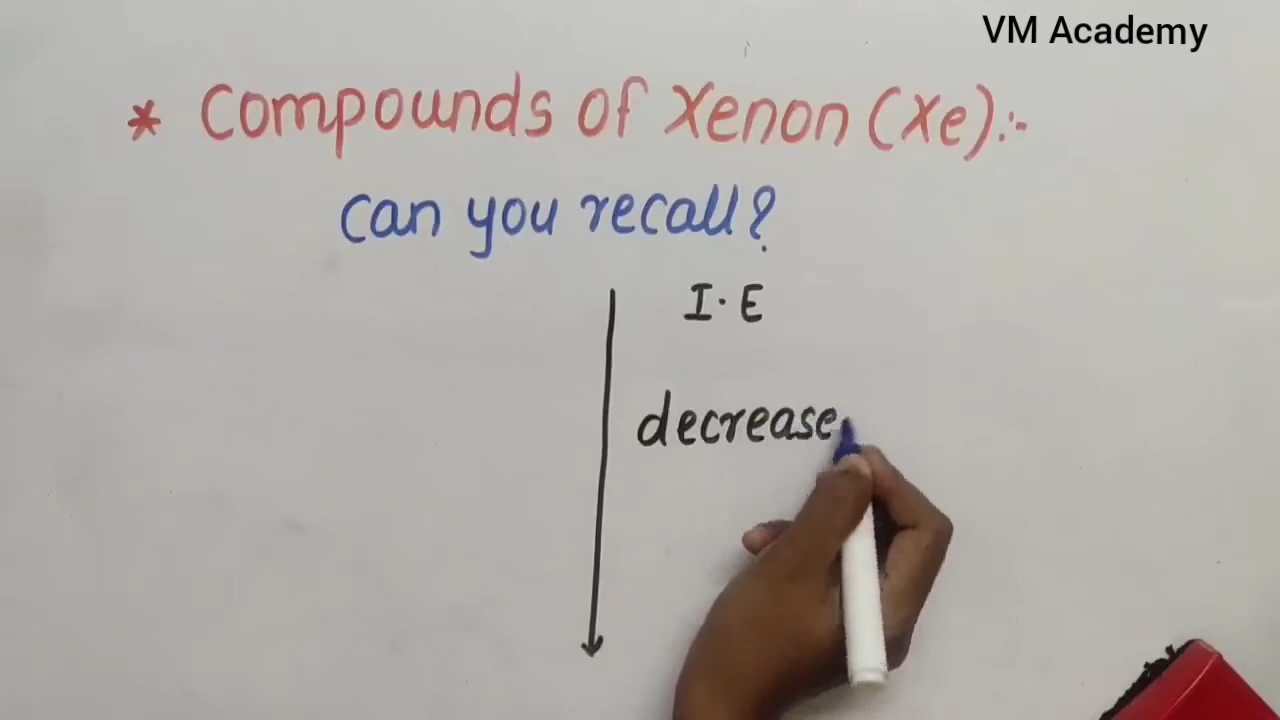 VM Academy
* Compounds of Xenon (Xe):-
can you recall?
I.E
decrease